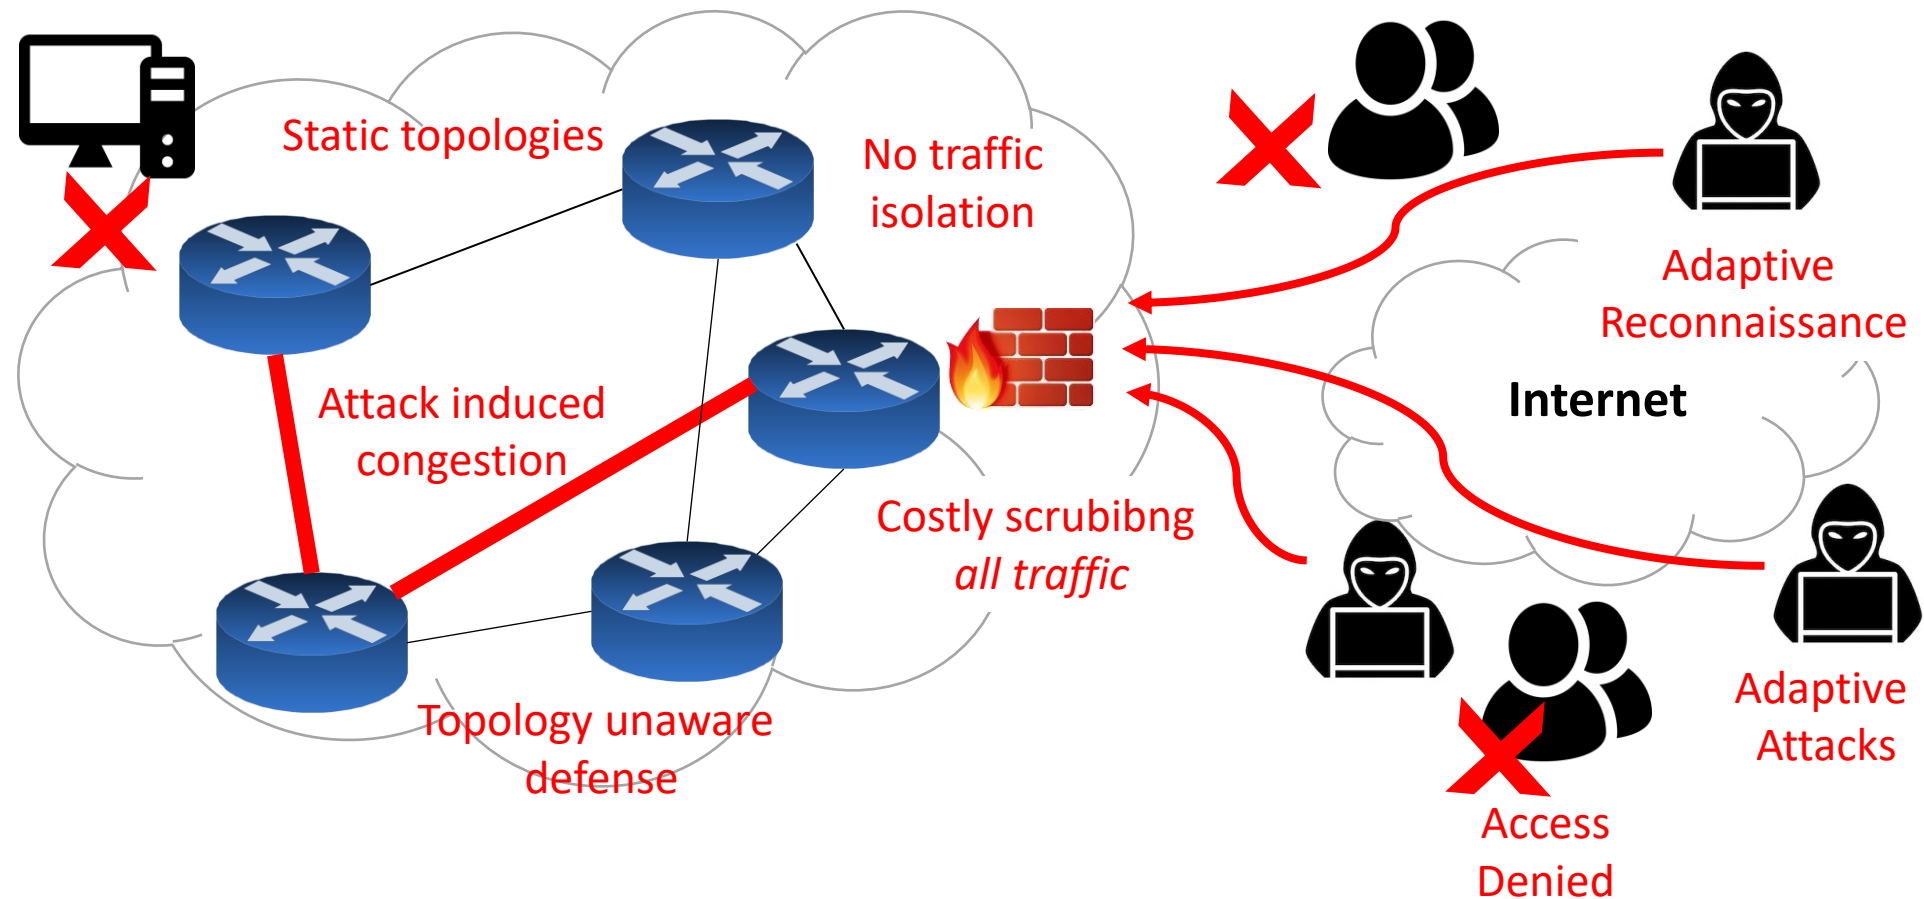 Static topologies
No traffic
isolation
Adaptive
Reconnaissance
Internet
Attack induced
congestion
Costly scrubibng
all traffic
Topology unaware
defense
Adaptive
Attacks
Access
Denied